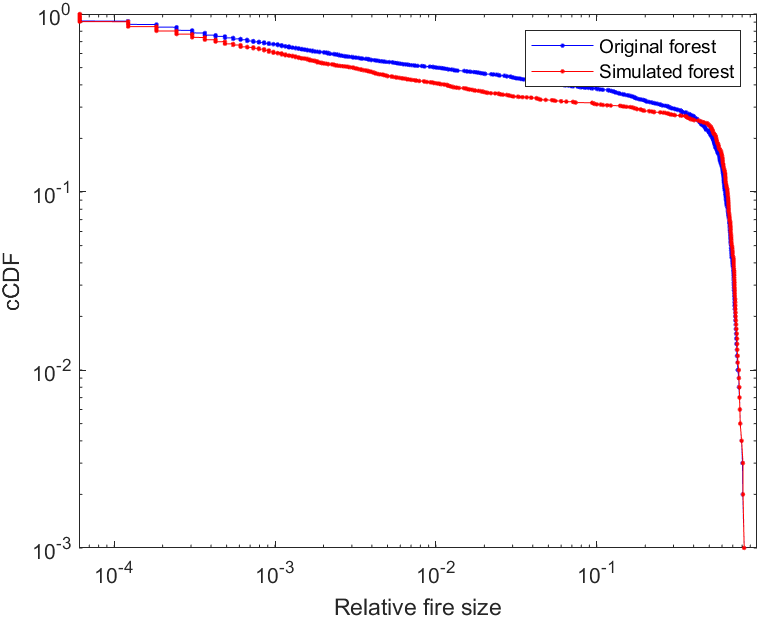 10^0
Original forest
Simulated forest
10^-1
cCDF
10^-2
10^-3
10^-4
10^-3
10^-2
10^-1
Relative fire size